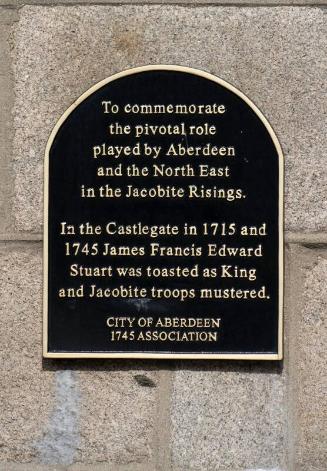 To commemorate
the pivotal role
played by Aberdeen
and the North East
in the Jacobite Risings.
In the Castlegate in 1715 and
1745 James Francis Edward
Stuart was toasted as King
and Jacobite troops mustered.
CITY OF ABERDEEN
1745 ASSOCIATION